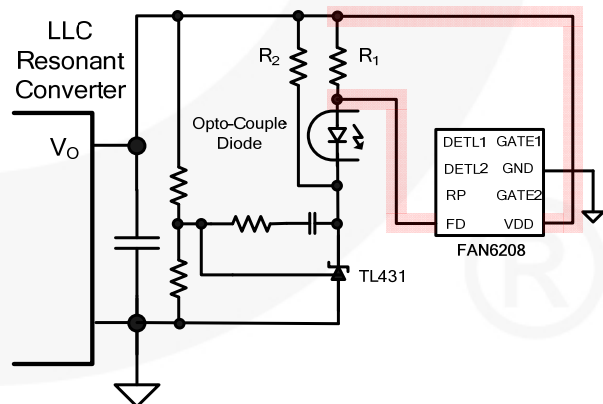 LLC
Resonant
Converter
VO
R2
R1
Opto-Couple
Diode
TL431
DETL1 GATE1
DETL2 GND
RP GATE2
FD VDD
FAN6208
®